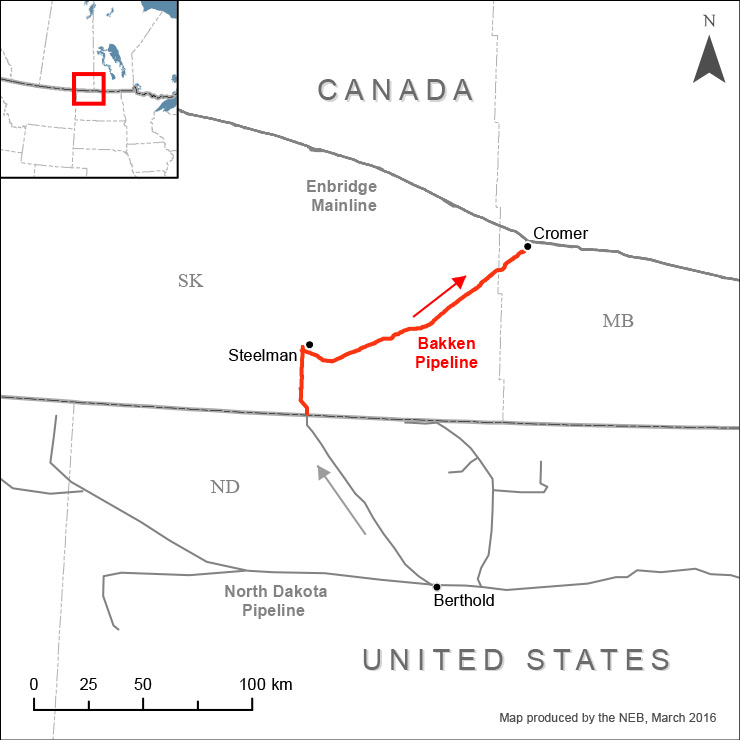 N
CANADA
Enbridge
Mainline
Cromer
SK
MB
Steelman
Bakken
Pipeline
ND
North Dakota
Pipeline
Berthold
UNITED STATES
0 25 50 100 km
Map produced by the NEB, March 2016